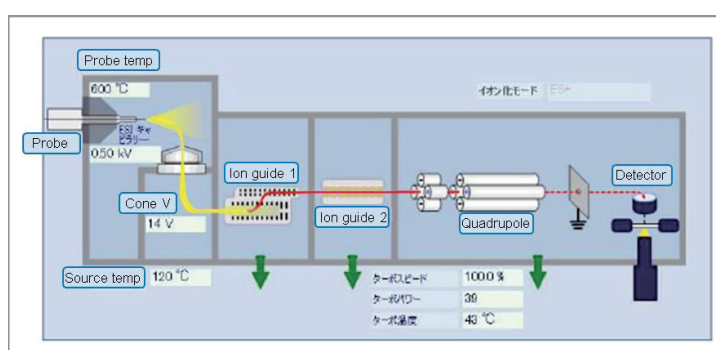 Probe temp
600 ℃
イオン化モード ES+
ESI キャ
ピラリー
Probe
0.50 kV
Ion guide 1
Detector
Cone V
Ion guide 2
Quadrupole
14 V
Source temp 120 ℃
ターボスピード 100.0 %
ターボパワー 39
ターボ温度 43 ℃